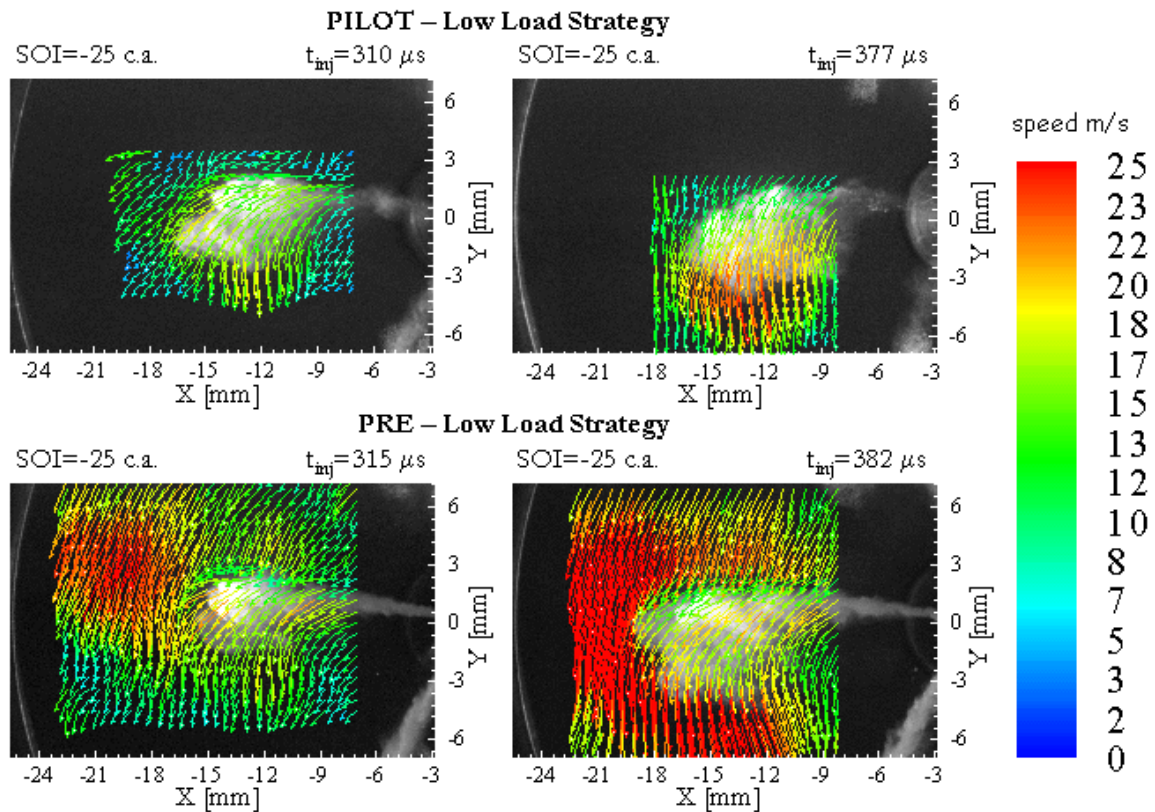 PILOT – Low Load Strategy
SOI=-25 c.a. t_inj=310 μs
SOI=-25 c.a. t_inj=377 μs
6
3
0
-3
-6
Y [mm]
-24 -21 -18 -15 -12 -9 -6 -3
X [mm]
6
3
0
-3
-6
Y [mm]
-24 -21 -18 -15 -12 -9 -6 -3
X [mm]
PRE – Low Load Strategy
SOI=-25 c.a. t_inj=315 μs
SOI=-25 c.a. t_inj=382 μs
6
3
0
-3
-6
Y [mm]
-24 -21 -18 -15 -12 -9 -6 -3
X [mm]
6
3
0
-3
-6
Y [mm]
-24 -21 -18 -15 -12 -9 -6 -3
X [mm]
speed m/s
25
23
22
20
18
17
15
13
12
10
8
7
5
3
2
0